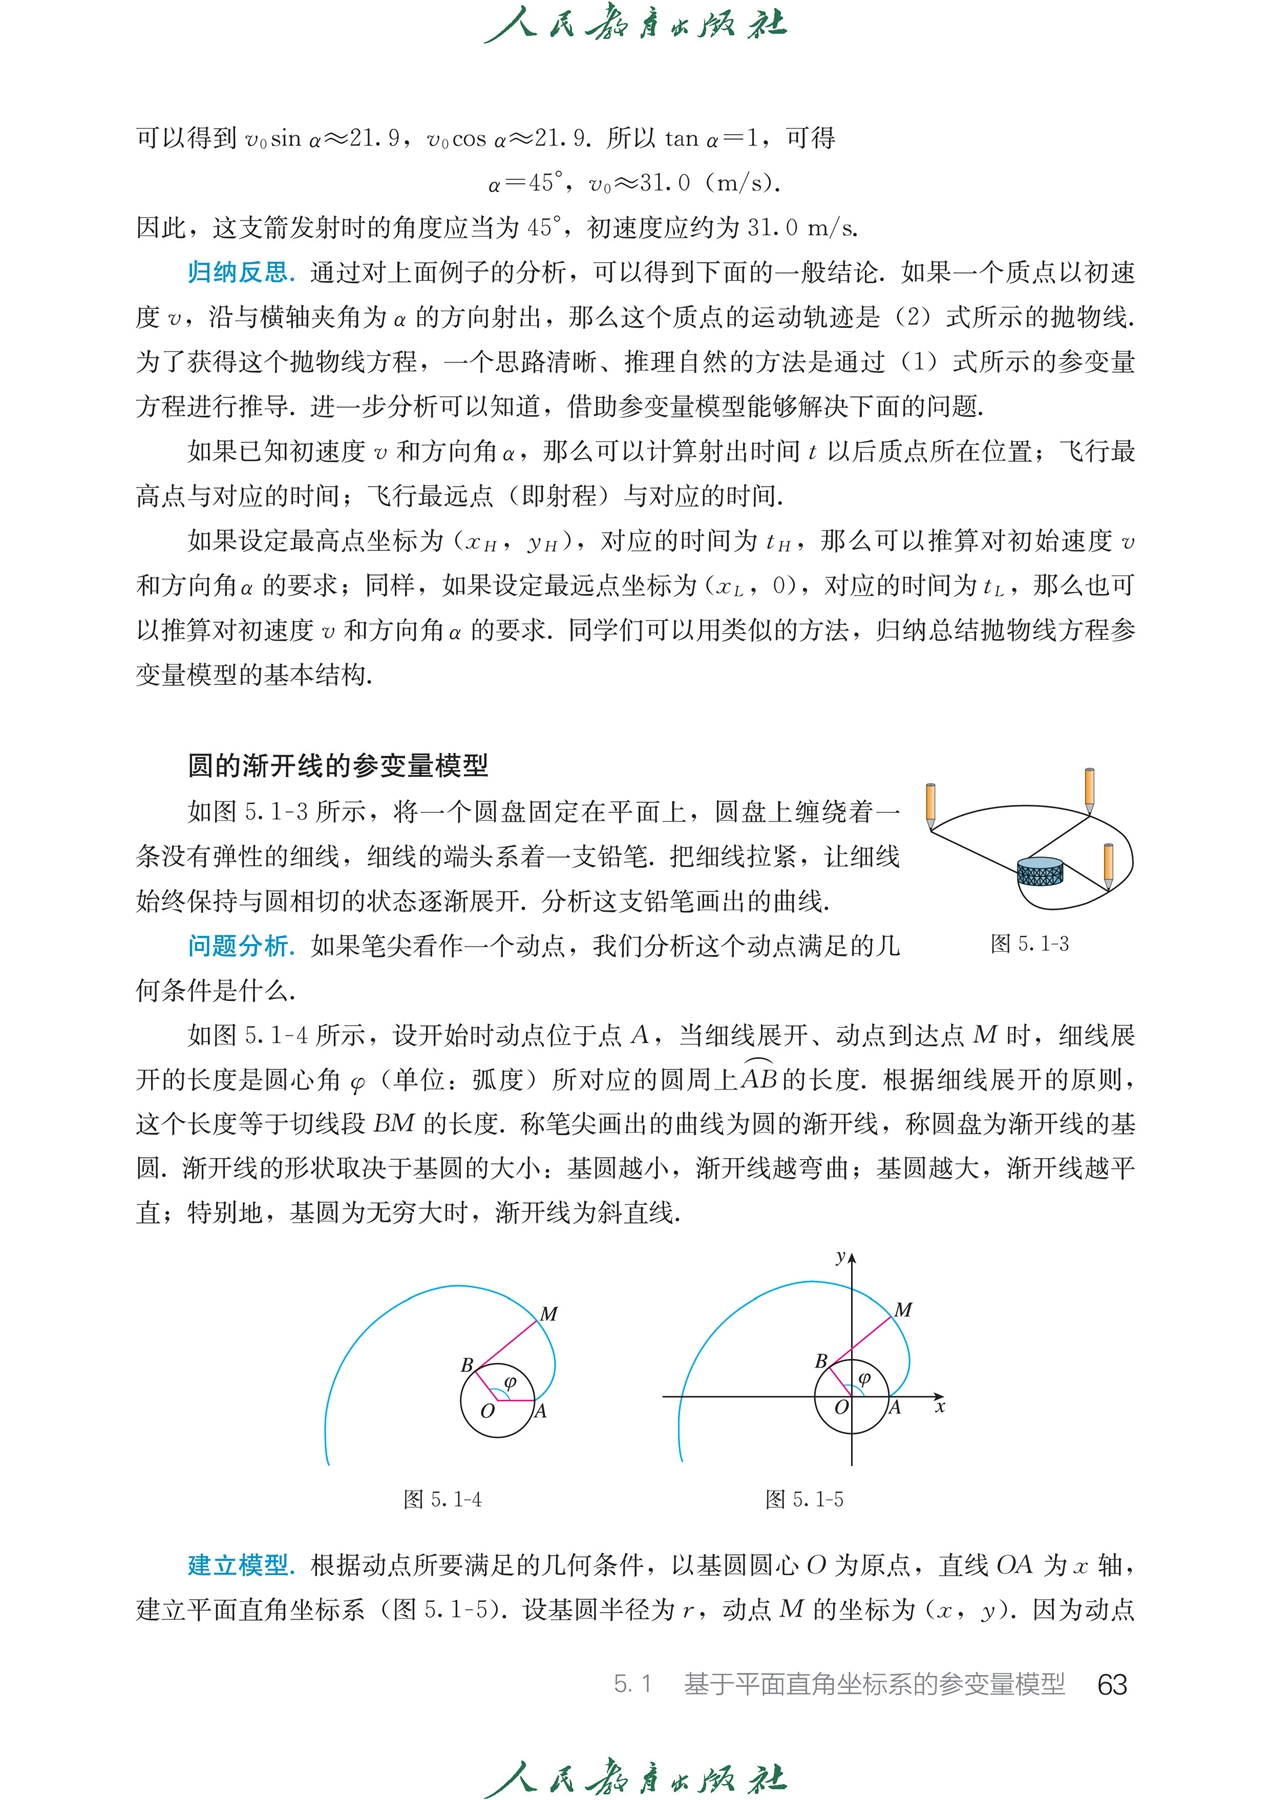 人民教育出版社
可以得到 v₀sin α≈21.9，v₀cos α≈21.9. 所以 tan α=1，可得
α=45°，v₀≈31.0 (m/s).
因此，这支箭发射时的角度应当为 45°，初速度应约为 31.0 m/s.
归纳反思. 通过对上面例子的分析，可以得到下面的一般结论. 如果一个质点以初速
度 v，沿与横轴夹角为 α 的方向射出，那么这个质点的运动轨迹是（2）式所示的抛物线.
为了获得这个抛物线方程，一个思路清晰、推理自然的方法是通过（1）式所示的参变量
方程进行推导. 进一步分析可以知道，借助参变量模型能够解决下面的问题.
如果已知初速度 v 和方向角 α，那么可以计算射出时间 t 以后质点所在位置；飞行最
高点与对应的时间；飞行最远点（即射程）与对应的时间.
如果设定最高点坐标为 (x_H，y_H)，对应的时间为 t_H，那么可以推算对初始速度 v
和方向角 α 的要求；同样，如果设定最远点坐标为 (x_L，0)，对应的时间为 t_L，那么也可
以推算对初速度 v 和方向角 α 的要求. 同学们可以用类似的方法，归纳总结抛物线方程参
变量模型的基本结构.
圆的渐开线的参变量模型
如图 5.1-3 所示，将一个圆盘固定在平面上，圆盘上缠绕着一
条没有弹性的细线，细线的端头系着一支铅笔. 把细线拉紧，让细线
始终保持与圆相切的状态逐渐展开. 分析这支铅笔画出的曲线.
问题分析. 如果笔尖看作一个动点，我们分析这个动点满足的几
何条件是什么.
图 5.1-3
如图 5.1-4 所示，设开始时动点位于点 A，当细线展开、动点到达点 M 时，细线展
开的长度是圆心角 φ（单位：弧度）所对应的圆周上⌒AB的长度. 根据细线展开的原则，
这个长度等于切线段 BM 的长度. 称笔尖画出的曲线为圆的渐开线，称圆盘为渐开线的基
圆. 渐开线的形状取决于基圆的大小：基圆越小，渐开线越弯曲；基圆越大，渐开线越平
直；特别地，基圆为无穷大时，渐开线为斜直线.
M
B
φ
O
A
图 5.1-4
y
M
B
φ
O
A
x
图 5.1-5
建立模型. 根据动点所要满足的几何条件，以基圆圆心 O 为原点，直线 OA 为 x 轴，
建立平面直角坐标系（图 5.1-5）. 设基圆半径为 r，动点 M 的坐标为 (x，y). 因为动点
5.1 基于平面直角坐标系的参变量模型 63
人民教育出版社